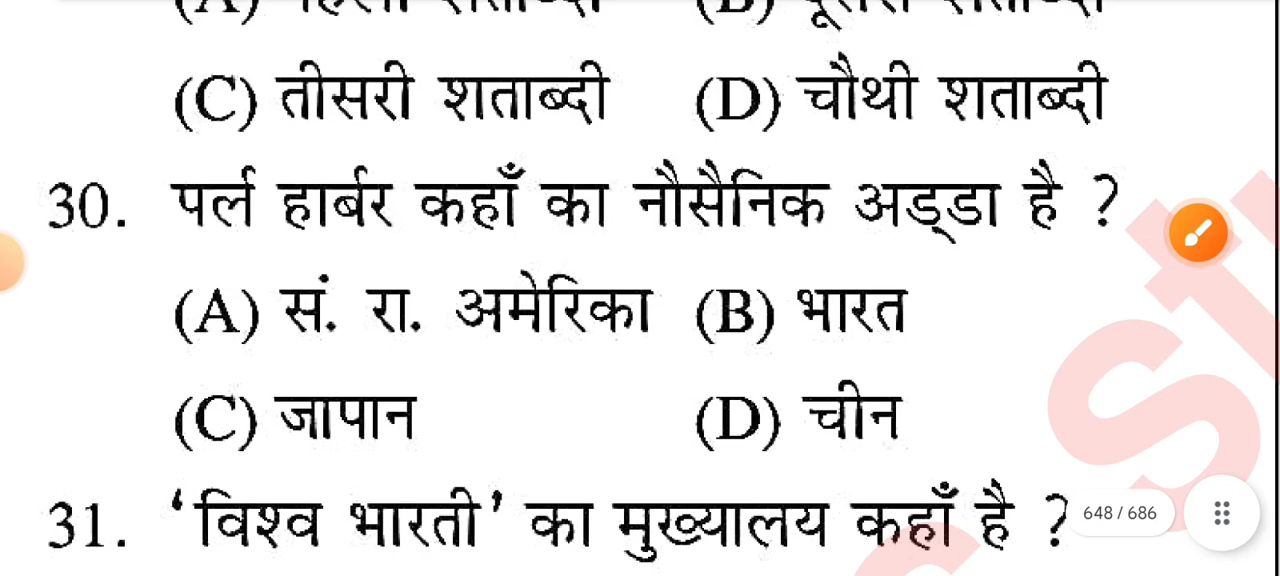 (C) तीसरी शताब्दी (D) चौथी शताब्दी
30. पर्ल हार्बर कहाँ का नौसैनिक अड्डा है ?
(A) सं. रा. अमेरिका (B) भारत
(C) जापान (D) चीन
31. ‘विश्व भारती’ का मुख्यालय कहाँ है ?
648 / 686